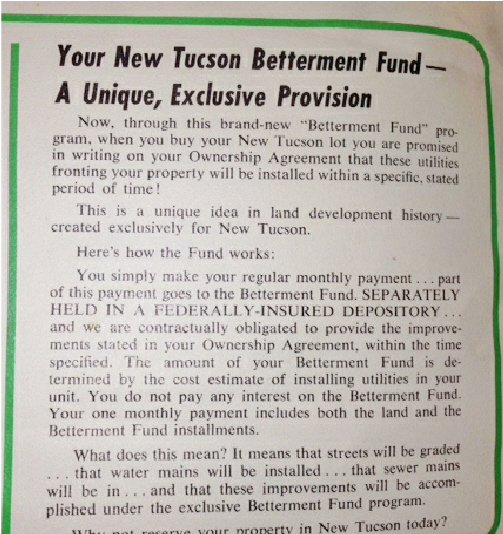 Your New Tucson Betterment Fund —
A Unique, Exclusive Provision
Now, through this brand-new "Betterment Fund" pro-
gram, when you buy your New Tucson lot you are promised
in writing on your Ownership Agreement that these utilities
fronting your property will be installed within a specific, stated
period of time!
This is a unique idea in land development history —
created exclusively for New Tucson.
Here's how the Fund works:
You simply make your regular monthly payment . . . part
of this payment goes to the Betterment Fund. SEPARATELY
HELD IN A FEDERALLY-INSURED DEPOSITORY . . .
and we are contractually obligated to provide the improve-
ments stated in your Ownership Agreement, within the time
specified. The amount of your Betterment Fund is de-
termined by the cost estimate of installing utilities in your
unit. You do not pay any interest on the Betterment Fund.
Your one monthly payment includes both the land and the
Betterment Fund installments.
What does this mean? It means that streets will be graded
. . . that water mains will be installed . . . that sewer mains
will be in . . . and that these improvements will be accom-
plished under the exclusive Betterment Fund program.
Why not reserve your property in New Tucson today?